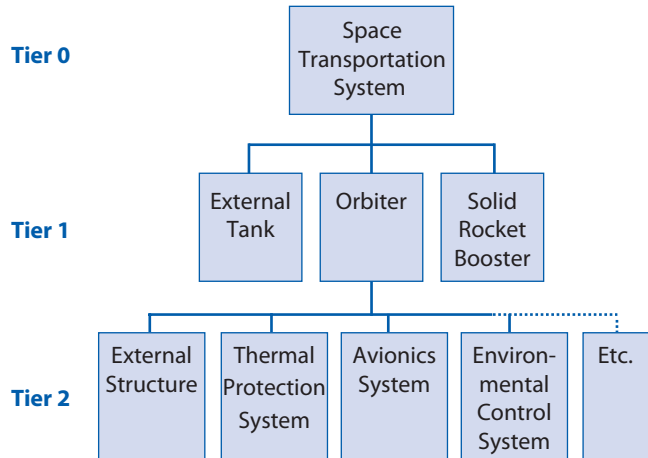 Tier 0
Space
Transportation
System
Tier 1
External
Tank
Orbiter
Solid
Rocket
Booster
Tier 2
External
Structure
Thermal
Protection
System
Avionics
System
Environ-
mental
Control
System
Etc.